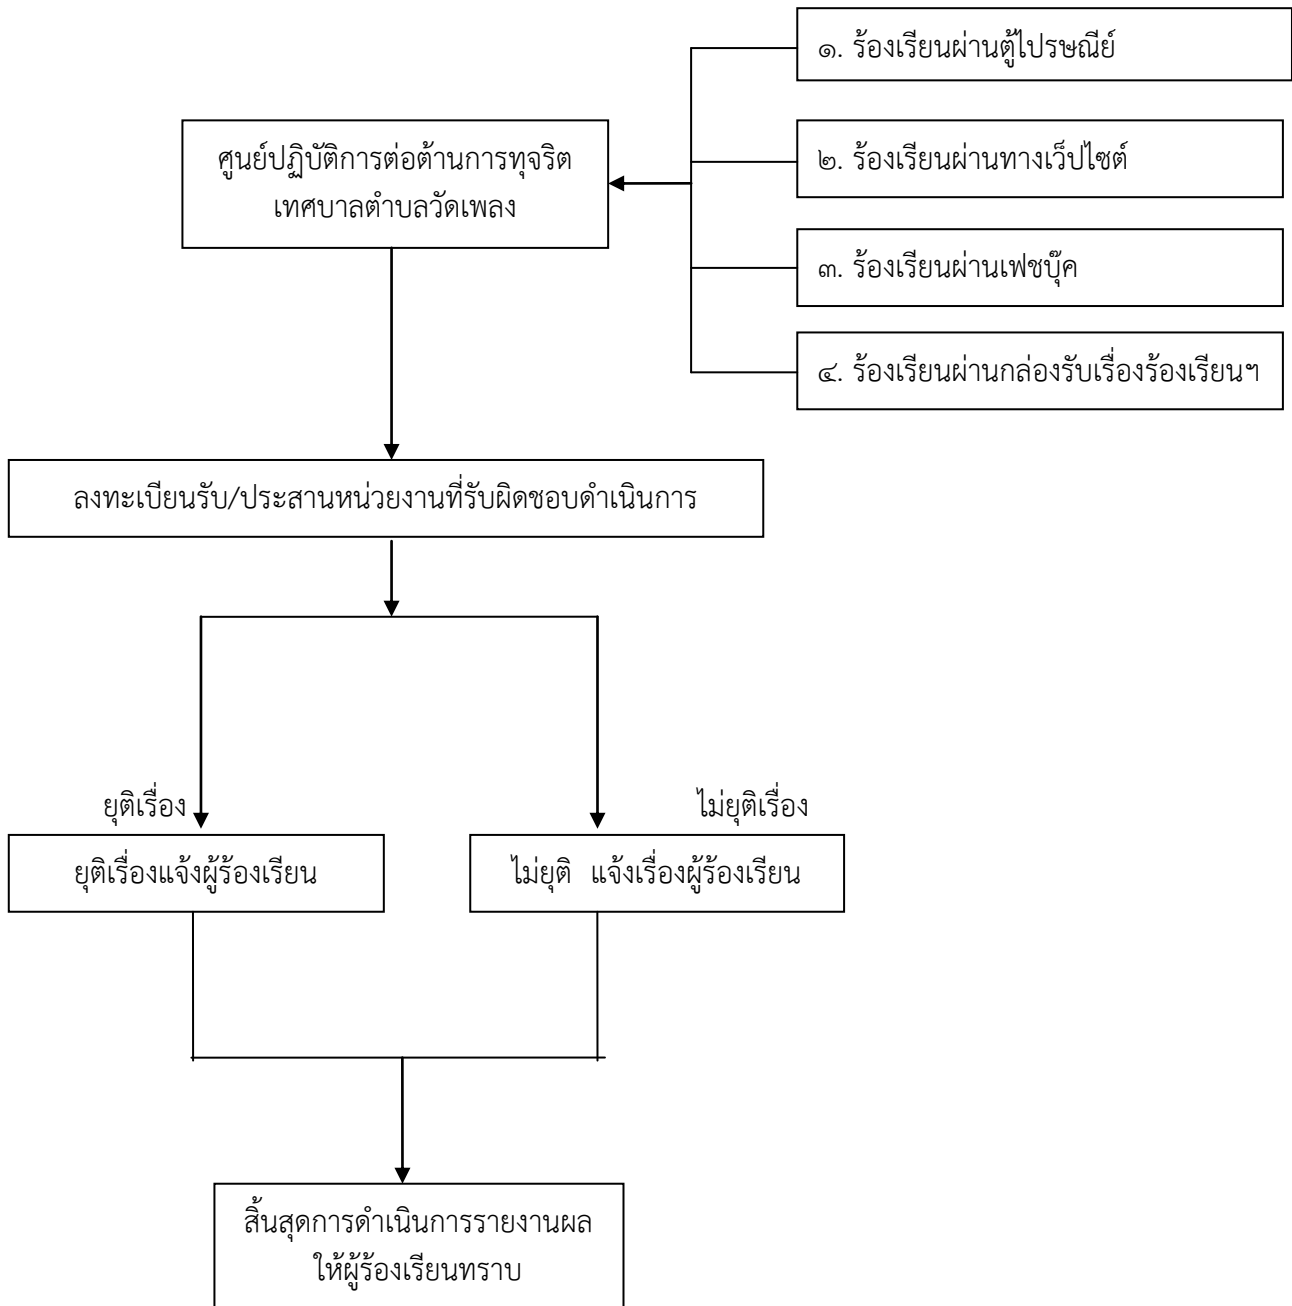 ๑. ร้องเรียนผ่านตู้ไปรษณีย์
ศูนย์ปฏิบัติการต่อต้านการทุจริต
เทศบาลตำบลวัดเพลง
๒. ร้องเรียนผ่านทางเว็ปไซต์
๓. ร้องเรียนผ่านเฟชบุ๊ค
๔. ร้องเรียนผ่านกล่องรับเรื่องร้องเรียนฯ
ลงทะเบียนรับ/ประสานหน่วยงานที่รับผิดชอบดำเนินการ
ยุติเรื่อง
ไม่ยุติเรื่อง
ยุติเรื่องแจ้งผู้ร้องเรียน
ไม่ยุติ แจ้งเรื่องผู้ร้องเรียน
สิ้นสุดการดำเนินการรายงานผล
ให้ผู้ร้องเรียนทราบ